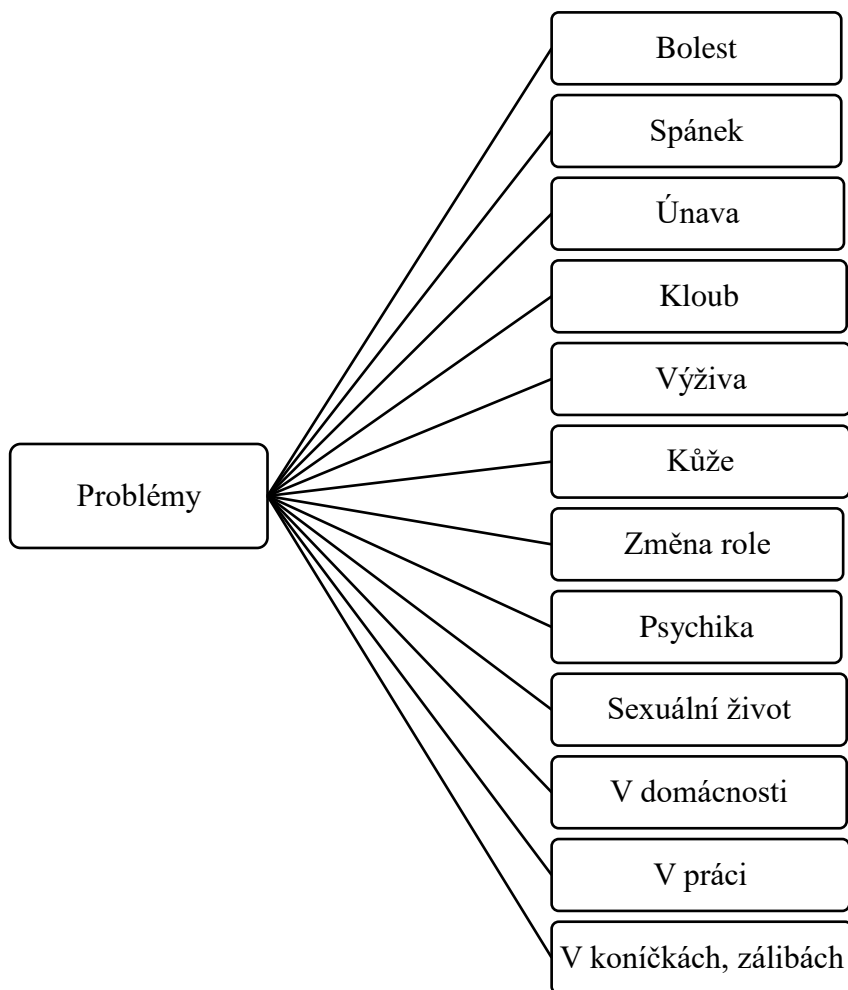 Problémy
Bolest
Spánek
Únava
Kloub
Výživa
Kůže
Změna role
Psychika
Sexuální život
V domácnosti
V práci
V koníčkách, zálibách